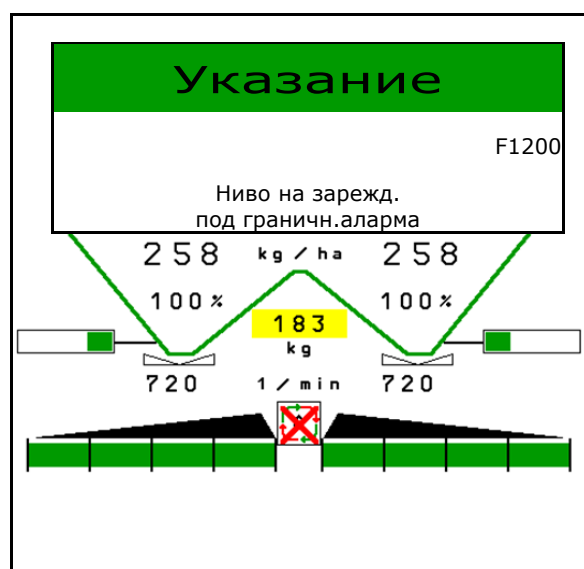 Указание
F1200
Ниво на зарежд.
под граничн.аларма
258 kg / ha 258
100% 100%
183
kg
720 1 / min 720